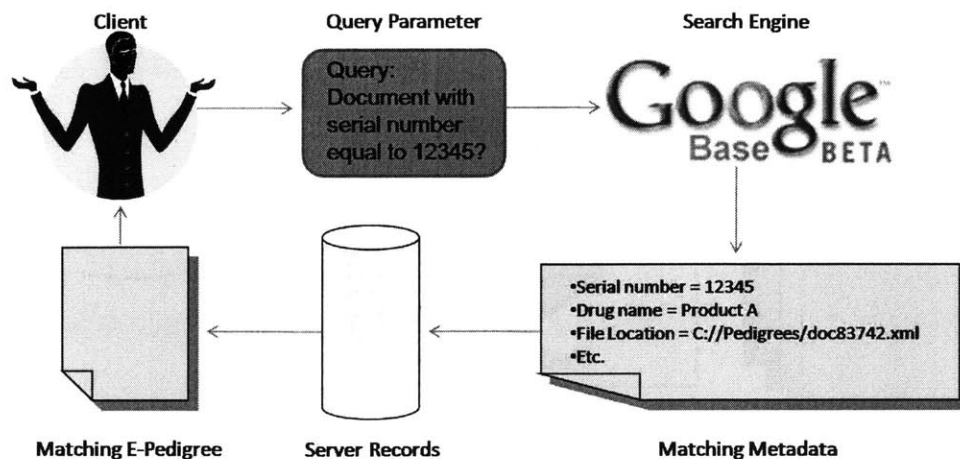 Client
Query Parameter
Search Engine
Query:
Document with
serial number
equal to 12345?
Google™
Base BETA
•Serial number = 12345
•Drug name = Product A
•File Location = C://Pedigrees/doc83742.xml
•Etc.
Matching E-Pedigree
Server Records
Matching Metadata